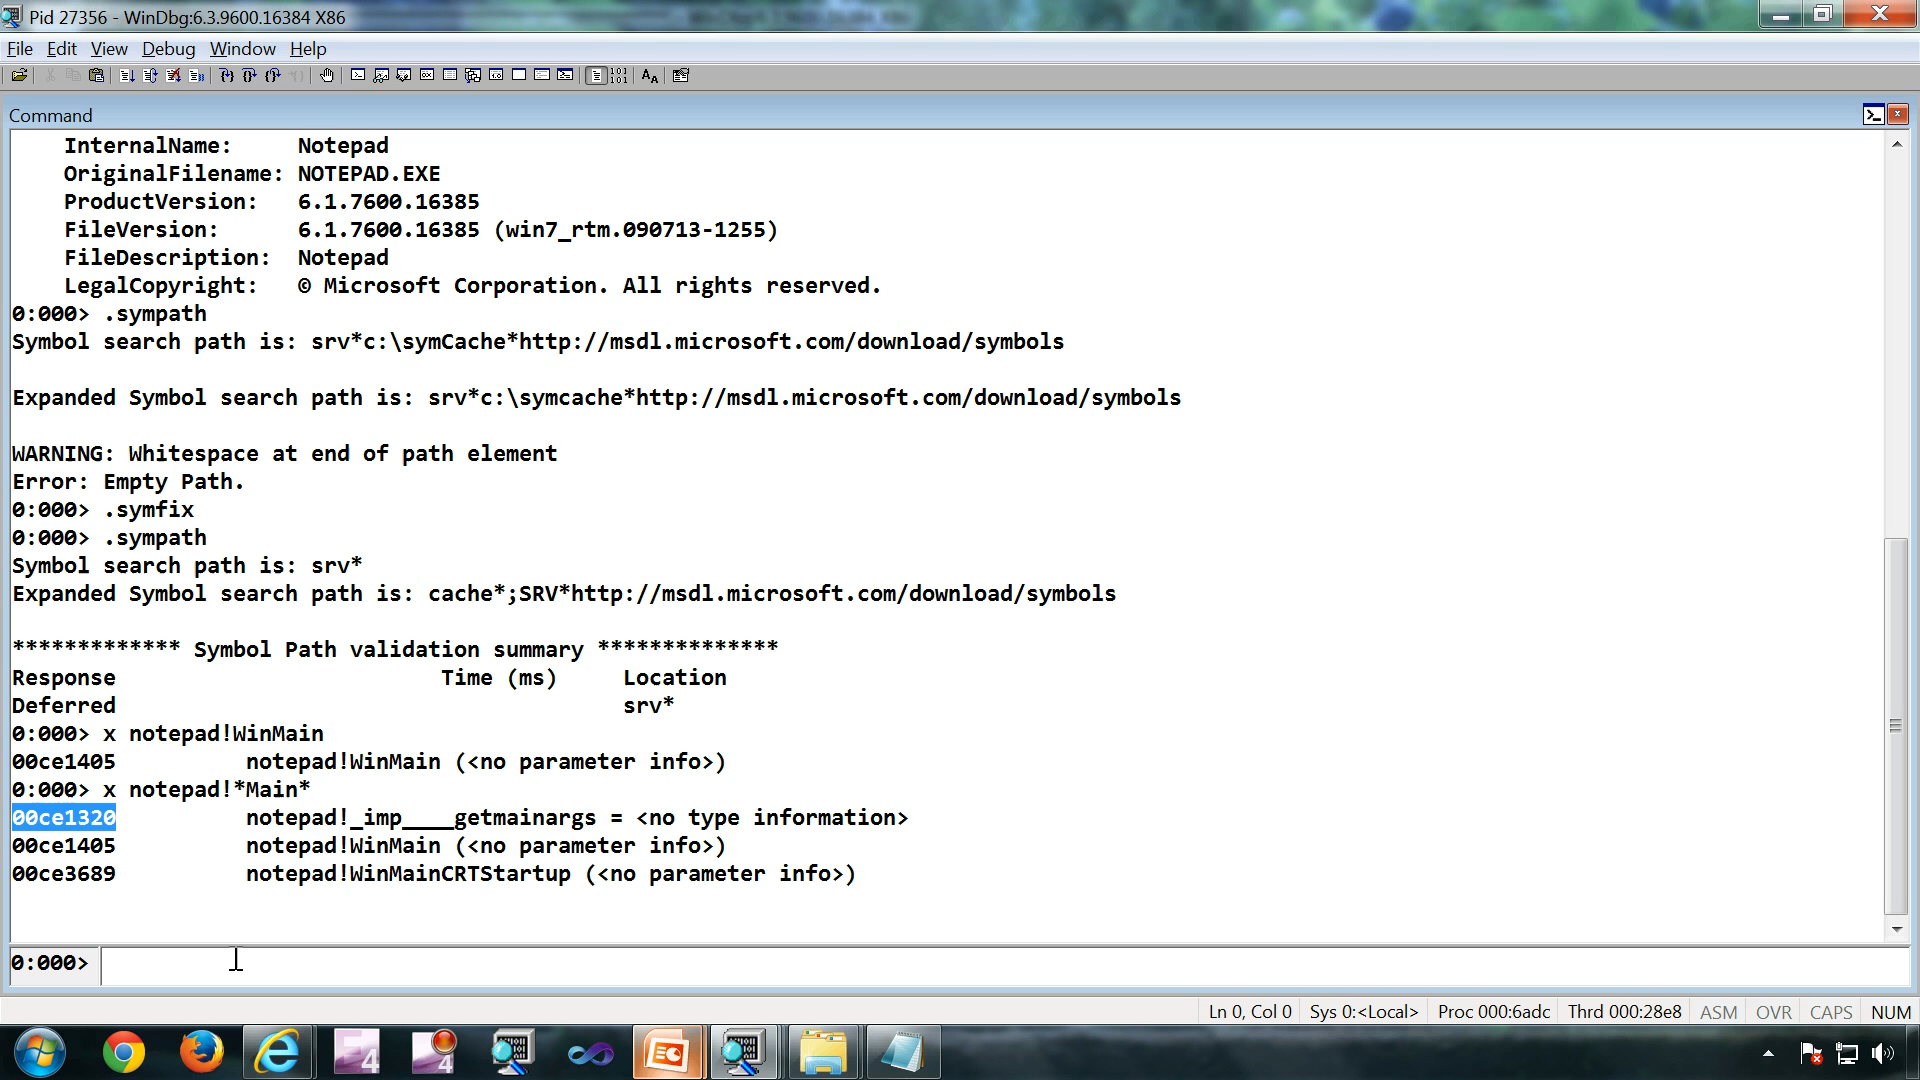 Pid 27356 - WinDbg:6.3.9600.16384 X86
File Edit View Debug Window Help
Command
InternalName: Notepad
OriginalFilename: NOTEPAD.EXE
ProductVersion: 6.1.7600.16385
FileVersion: 6.1.7600.16385 (win7_rtm.090713-1255)
FileDescription: Notepad
LegalCopyright: © Microsoft Corporation. All rights reserved.
0:000> .sympath
Symbol search path is: srv*c:\symCache*http://msdl.microsoft.com/download/symbols
Expanded Symbol search path is: srv*c:\symcache*http://msdl.microsoft.com/download/symbols
WARNING: Whitespace at end of path element
Error: Empty Path.
0:000> .symfix
0:000> .sympath
Symbol search path is: srv*
Expanded Symbol search path is: cache*;SRV*http://msdl.microsoft.com/download/symbols
************* Symbol Path validation summary **************
Response Time (ms) Location
Deferred srv*
0:000> x notepad!WinMain
00ce1405 notepad!WinMain (<no parameter info>)
0:000> x notepad!*Main*
00ce1320 notepad!_imp____getmainargs = <no type information>
00ce1405 notepad!WinMain (<no parameter info>)
00ce3689 notepad!WinMainCRTStartup (<no parameter info>)
0:000>
Ln 0, Col 0 Sys 0:<Local> Proc 000:6adc Thrd 000:28e8 ASM OVR CAPS NUM